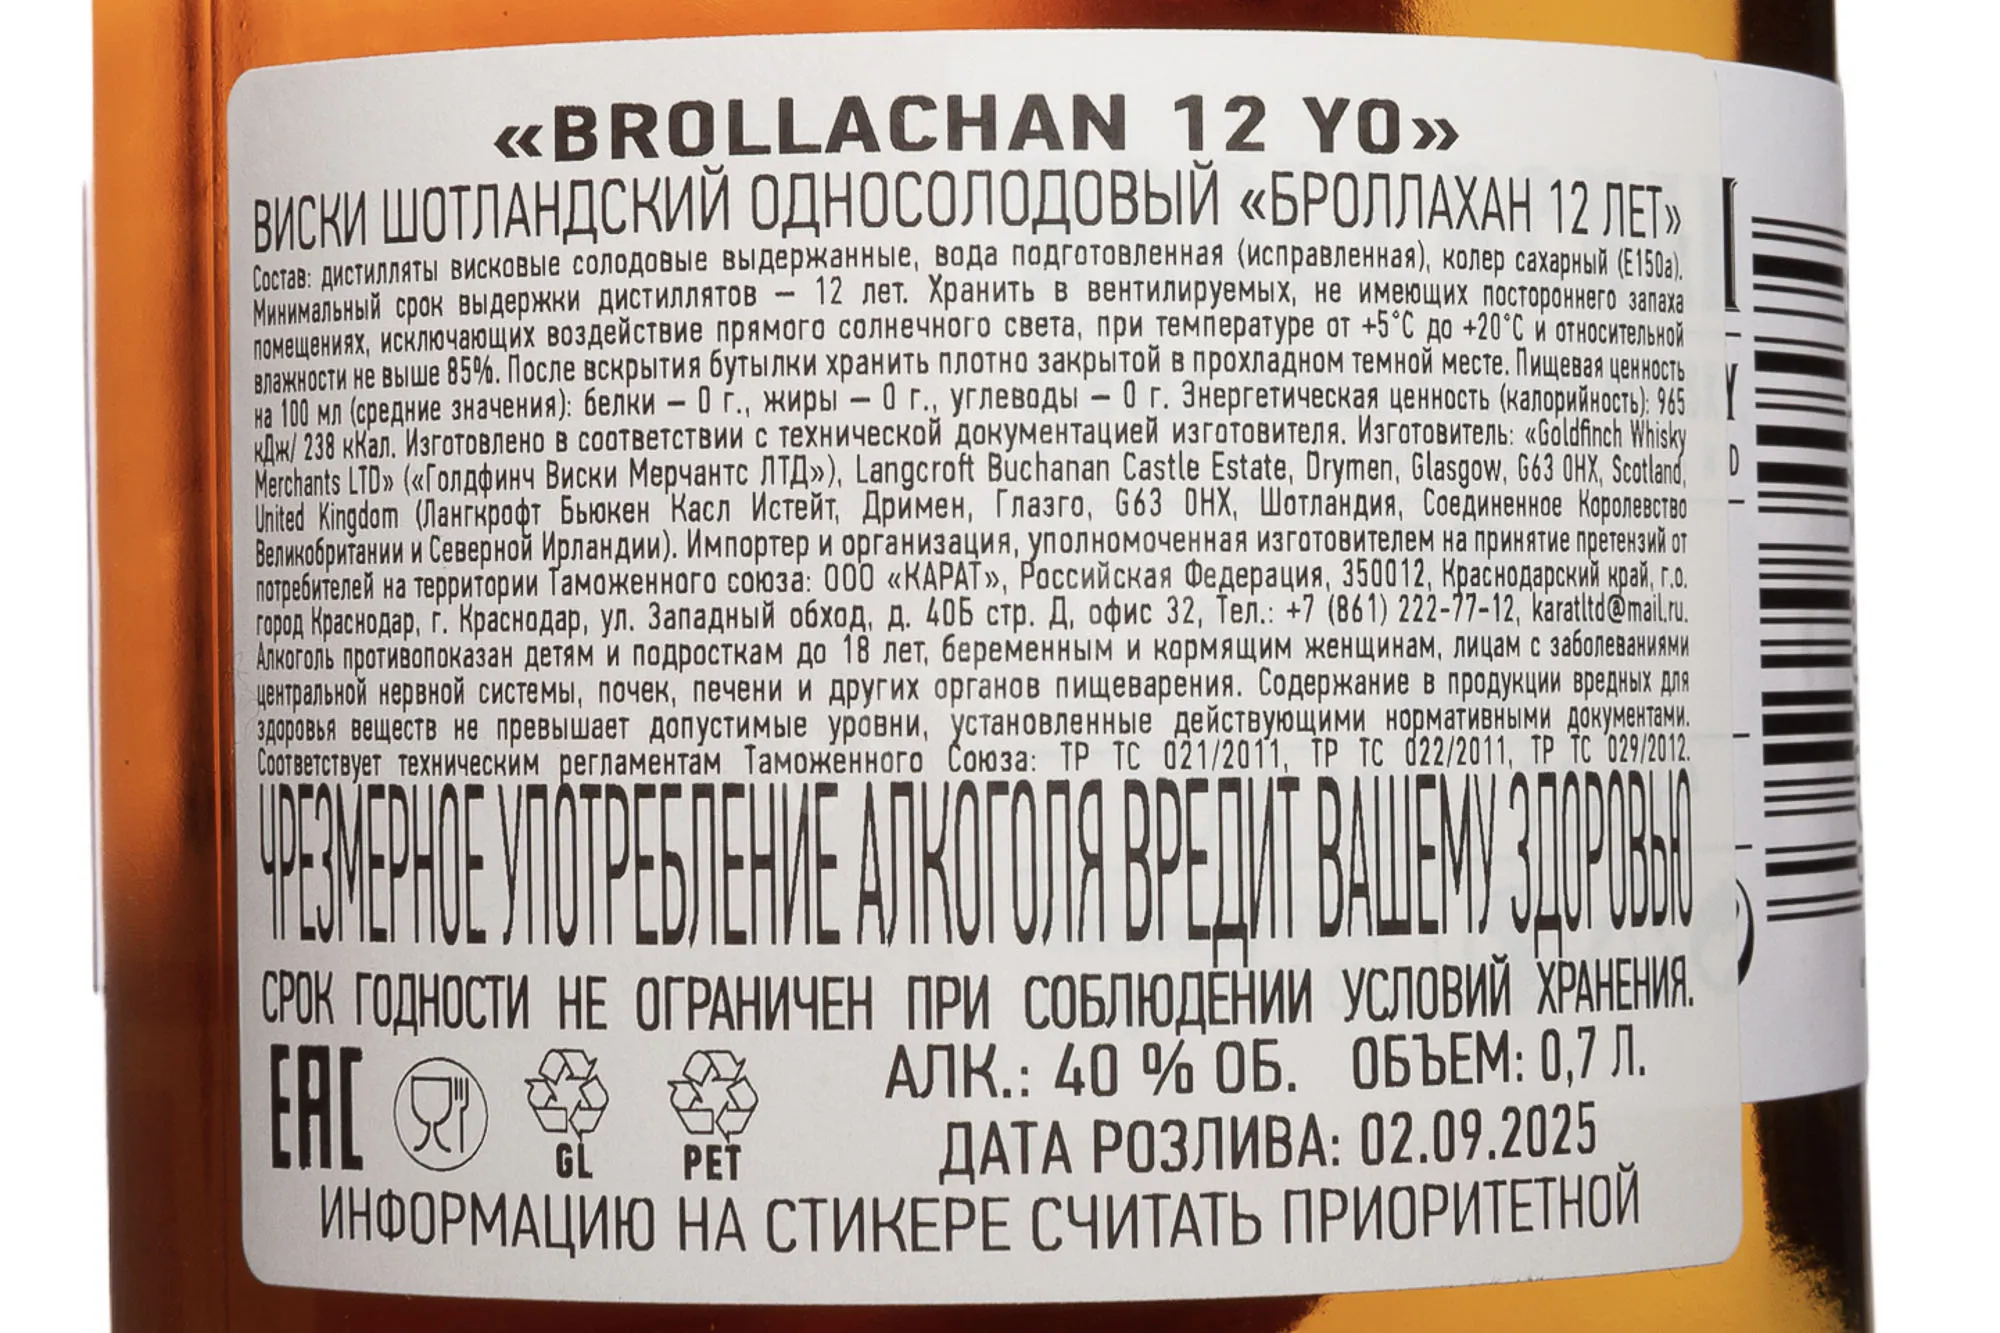 «BROLLACHAN 12 YO»
ВИСКИ ШОТЛАНДСКИЙ ОДНОСОЛОДОВЫЙ «БРОЛЛАХАН 12 ЛЕТ»
Состав: дистилляты висковые солодовые выдержанные, вода подготовленная (исправленная), колер сахарный (Е150а).
Минимальный срок выдержки дистиллятов – 12 лет. Хранить в вентилируемых, не имеющих постороннего запаха
помещениях, исключающих воздействие прямого солнечного света, при температуре от +5°С до +20°С и относительной
влажности не выше 85%. После вскрытия бутылки хранить плотно закрытой в прохладном темной месте. Пищевая ценность
на 100 мл (средние значения): белки – 0 г., жиры – 0 г., углеводы – 0 г. Энергетическая ценность (калорийность): 965
кДж/ 238 кКал. Изготовлено в соответствии с технической документацией изготовителя. Изготовитель: «Goldfinch Whisky
Merchants LTD» («Голдфинч Виски Мерчантс ЛТД»), Langcroft Buchanan Castle Estate, Drymen, Glasgow, G63 0HX, Scotland,
United Kingdom (Лангкрофт Бьюкен Касл Истейт, Дримен, Глазго, G63 0HX, Шотландия, Соединенное Королевство
Великобритании и Северной Ирландии). Импортер и организация, уполномоченная изготовителем на принятие претензий от
потребителей на территории Таможенного союза: ООО «КАРАТ», Российская Федерация, 350012, Краснодарский край, г.о.
город Краснодар, г. Краснодар, ул. Западный обход, д. 40Б стр. Д, офис 32, Тел.: +7 (861) 222-77-12, karatltd@mail.ru.
Алкоголь противопоказан детям и подросткам до 18 лет, беременным и кормящим женщинам, лицам с заболеваниями
центральной нервной системы, почек, печени и других органов пищеварения. Содержание в продукции вредных для
здоровья веществ не превышает допустимые уровни, установленные действующими нормативными документами.
Соответствует техническим регламентам Таможенного Союза: ТР ТС 021/2011, ТР ТС 022/2011, ТР ТС 029/2012.
ЧРЕЗМЕРНОЕ УПОТРЕБЛЕНИЕ АЛКОГОЛЯ ВРЕДИТ ВАШЕМУ ЗДОРОВЬЮ
СРОК ГОДНОСТИ НЕ ОГРАНИЧЕН ПРИ СОБЛЮДЕНИИ УСЛОВИЙ ХРАНЕНИЯ.
EAC
GL
PET
АЛК.: 40 % ОБ. ОБЪЕМ: 0,7 Л.
ДАТА РОЗЛИВА: 02.09.2025
ИНФОРМАЦИЮ НА СТИКЕРЕ СЧИТАТЬ ПРИОРИТЕТНОЙ